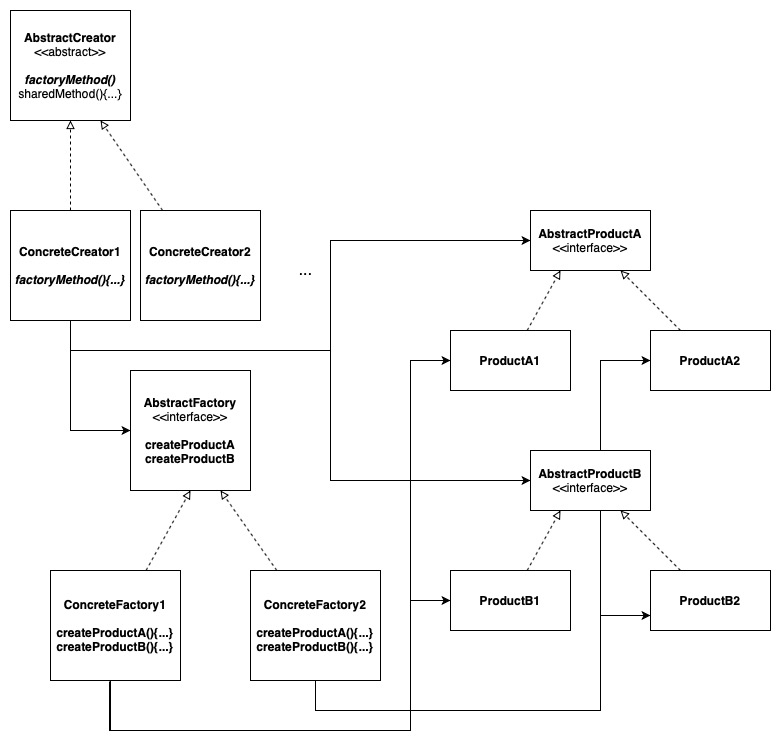 AbstractCreator
<<abstract>>
factoryMethod()
sharedMethod(){...}
ConcreteCreator1
factoryMethod(){...}
ConcreteCreator2
factoryMethod(){...}
...
AbstractProductA
<<interface>>
ProductA1
ProductA2
AbstractFactory
<<interface>>
createProductA
createProductB
AbstractProductB
<<interface>>
ConcreteFactory1
createProductA(){...}
createProductB(){...}
ConcreteFactory2
createProductA(){...}
createProductB(){...}
ProductB1
ProductB2